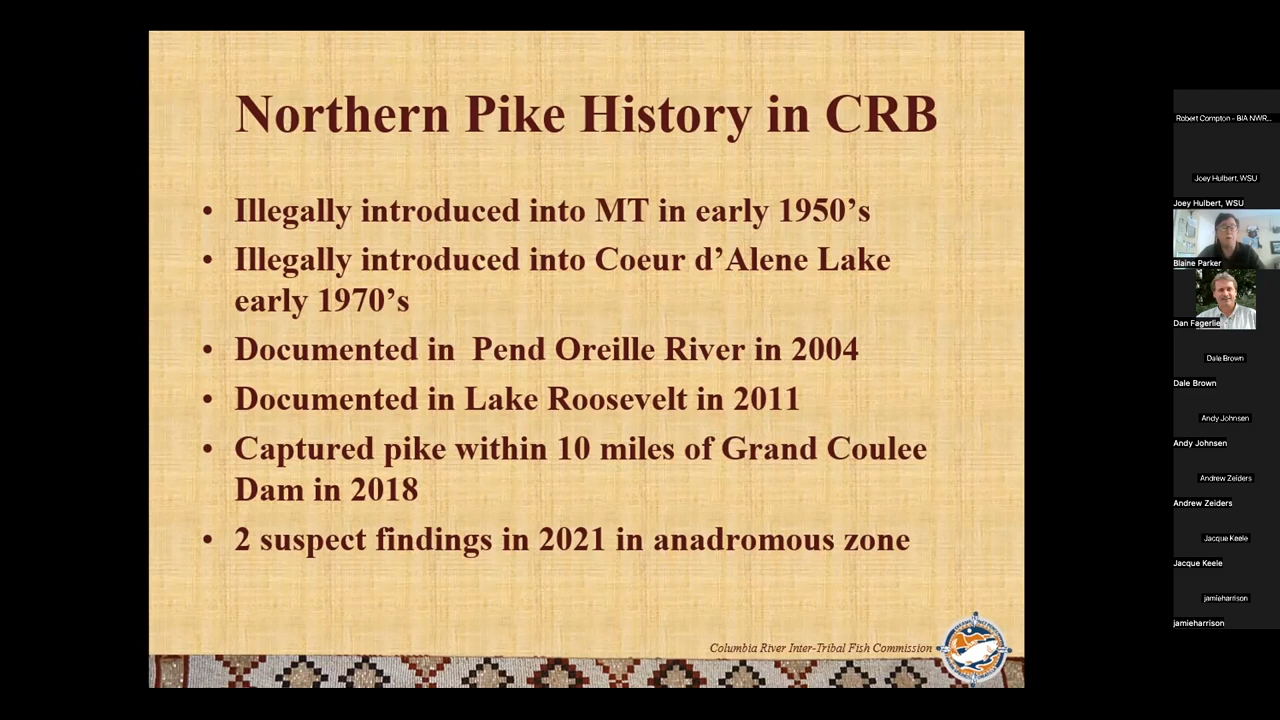 Northern Pike History in CRB
• Illegally introduced into MT in early 1950’s
• Illegally introduced into Coeur d’Alene Lake
early 1970’s
• Documented in  Pend Oreille River in 2004
• Documented in Lake Roosevelt in 2011
• Captured pike within 10 miles of Grand Coulee
Dam in 2018
• 2 suspect findings in 2021 in anadromous zone
Columbia River Inter-Tribal Fish Commission
Robert Compton - BIA NWR...
Joey Hulbert, WSU
Joey Hulbert, WSU
Blaine Parker
Dan Fagerlie
Dale Brown
Dale Brown
Andy Johnsen
Andy Johnsen
Andrew Zeiders
Andrew Zeiders
Jacque Keele
Jacque Keele
jamieharrison
jamieharrison